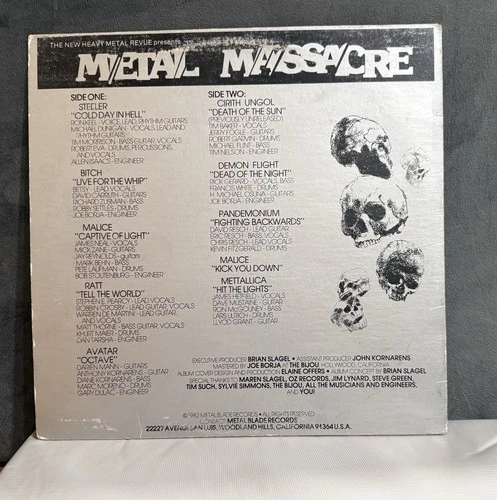 THE NEW HEAVY METAL REVUE presents
METAL MASSACRE
SIDE ONE:
STEELER
"COLD DAY IN HELL"
RON KEEL - VOICE, LEAD, RHYTHM GUITARS
MICHAEL DUNIGAN - VOCALS, LEAD AND
RHYTHM GUITARS
TIM MORRISON - BASS GUITAR, VOCALS
ROBERT EVA - DRUMS, PERCUSSIONS,
AND VOCALS
ALLEN ISAACS - ENGINEER
BITCH
"LIVE FOR THE WHIP"
BETSY - LEAD VOCALS
DAVID CARRUTH - GUITARS
RICHARD ZUSMAN - BASS
ROBBY SETTLES - DRUMS
JOE BORJA - ENGINEER
MALICE
"CAPTIVE OF LIGHT"
JAMES NEAL - VOCALS
MICK ZANE - GUITARS
JAY REYNOLDS - guitars
MARK BEHN - BASS
PETE LAUFMAN - DRUMS
BOB STOUTENBURG - ENGINEER
RATT
"TELL THE WORLD"
STEPHEN E. PEARCY - LEAD VOCALS
ROBBIN CROSBY - LEAD GUITAR, VOCALS
WARREN DE MARTINI - LEAD GUITAR,
AND VOCALS
MATT THORNE - BASS GUITAR, VOCALS
KHURT MAIER - DRUMS
DAN TARSHA - ENGINEER
AVATAR
"OCTAVE"
DARREN MANN - GUITARS
ANTHONY KORNARENS - GUITAR
DIANE KORNARENS - BASS
MARC MORENO - DRUMS
GARY DULAC - ENGINEER
SIDE TWO:
CIRITH UNGOL
"DEATH OF THE SUN"
(PREVIOUSLY UNRELEASED)
TIM BAKER - VOCALS
JERRY FOGLE - GUITARS
ROBERT GARVIN - DRUMS
MICHAEL FLINT - BASS
TIM NELSON - ENGINEER
DEMON FLIGHT
"DEAD OF THE NIGHT"
RICK GERARD - VOCALS, BASS
FRANCIS WHITE - DRUMS
H. MICHAEL OSUNA - GUITARS
JOE BORJA - ENGINEER
PANDEMONIUM
"FIGHTING BACKWARDS"
DAVID RESCH - LEAD GUITAR
ERIC RESCH - BASS, VOCALS
CHRIS RESCH - LEAD VOCALS
KEVIN FITZGERALD - DRUMS
MALICE
"KICK YOU DOWN"
METTALLICA
"HIT THE LIGHTS"
JAMES HETFIELD - VOCALS
DAVE MUSTAINE - GUITAR
RON McGOUNEY - BASS
LARS ULRICH - DRUMS
LLYOD GRANT - GUITAR
EXECUTIVE PRODUCER BRIAN SLAGEL • ASSISTANT PRODUCER JOHN KORNARENS
MASTERED BY JOE BORJA AT THE BIJOU HOLLYWOOD, CALIFORNIA
ALBUM COVER DESIGN AND PRODUCTION ELAINE OFFERS • ALBUM CONCEPT BY BRIAN SLAGEL
SPECIAL THANKS TO MAREN SLAGEL, OZ RECORDS, JIM LYNARD, STEVE GREEN,
TIM SUCH, SYLVIE SIMMONS, THE BIJOU, ALL THE MUSICIANS AND ENGINEERS,
AND YOU!
© 1982 METAL BLADE RECORDS • ALL RIGHTS RESERVED
CONTACT METAL BLADE RECORDS
22227 AVENUE SAN LUIS, WOODLAND HILLS, CALIFORNIA 91364 U.S.A.